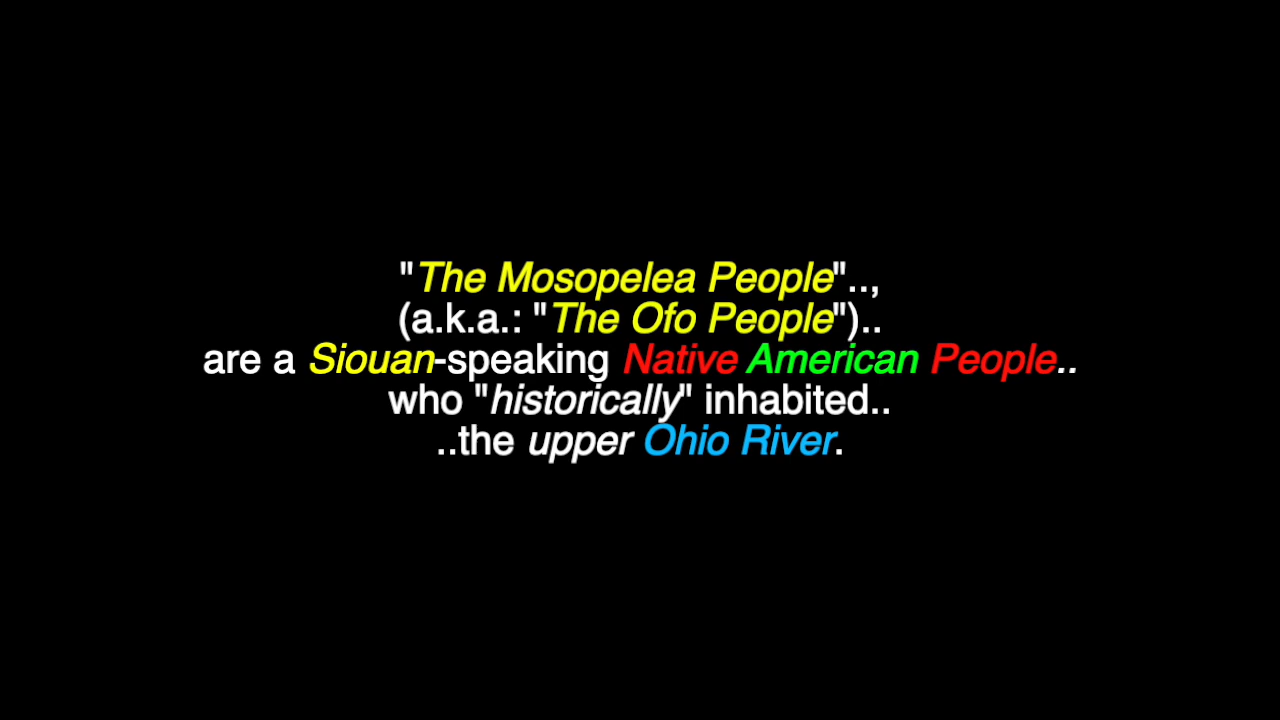 "The Mosopelea People"..,
(a.k.a.: "The Ofo People")..
are a Siouan-speaking Native American People..
who "historically" inhabited..
..the upper Ohio River.